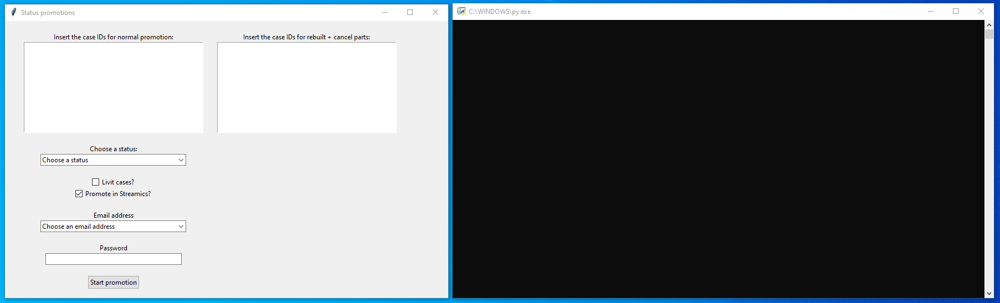 Status promotions
Insert the case IDs for normal promotion:
Insert the case IDs for rebuilt + cancel parts:
Choose a status:
Choose a status
Livit cases?
Promote in Streamics?
Email address
Choose an email address
Password
Start promotion
C:\WINDOWS\py.exe